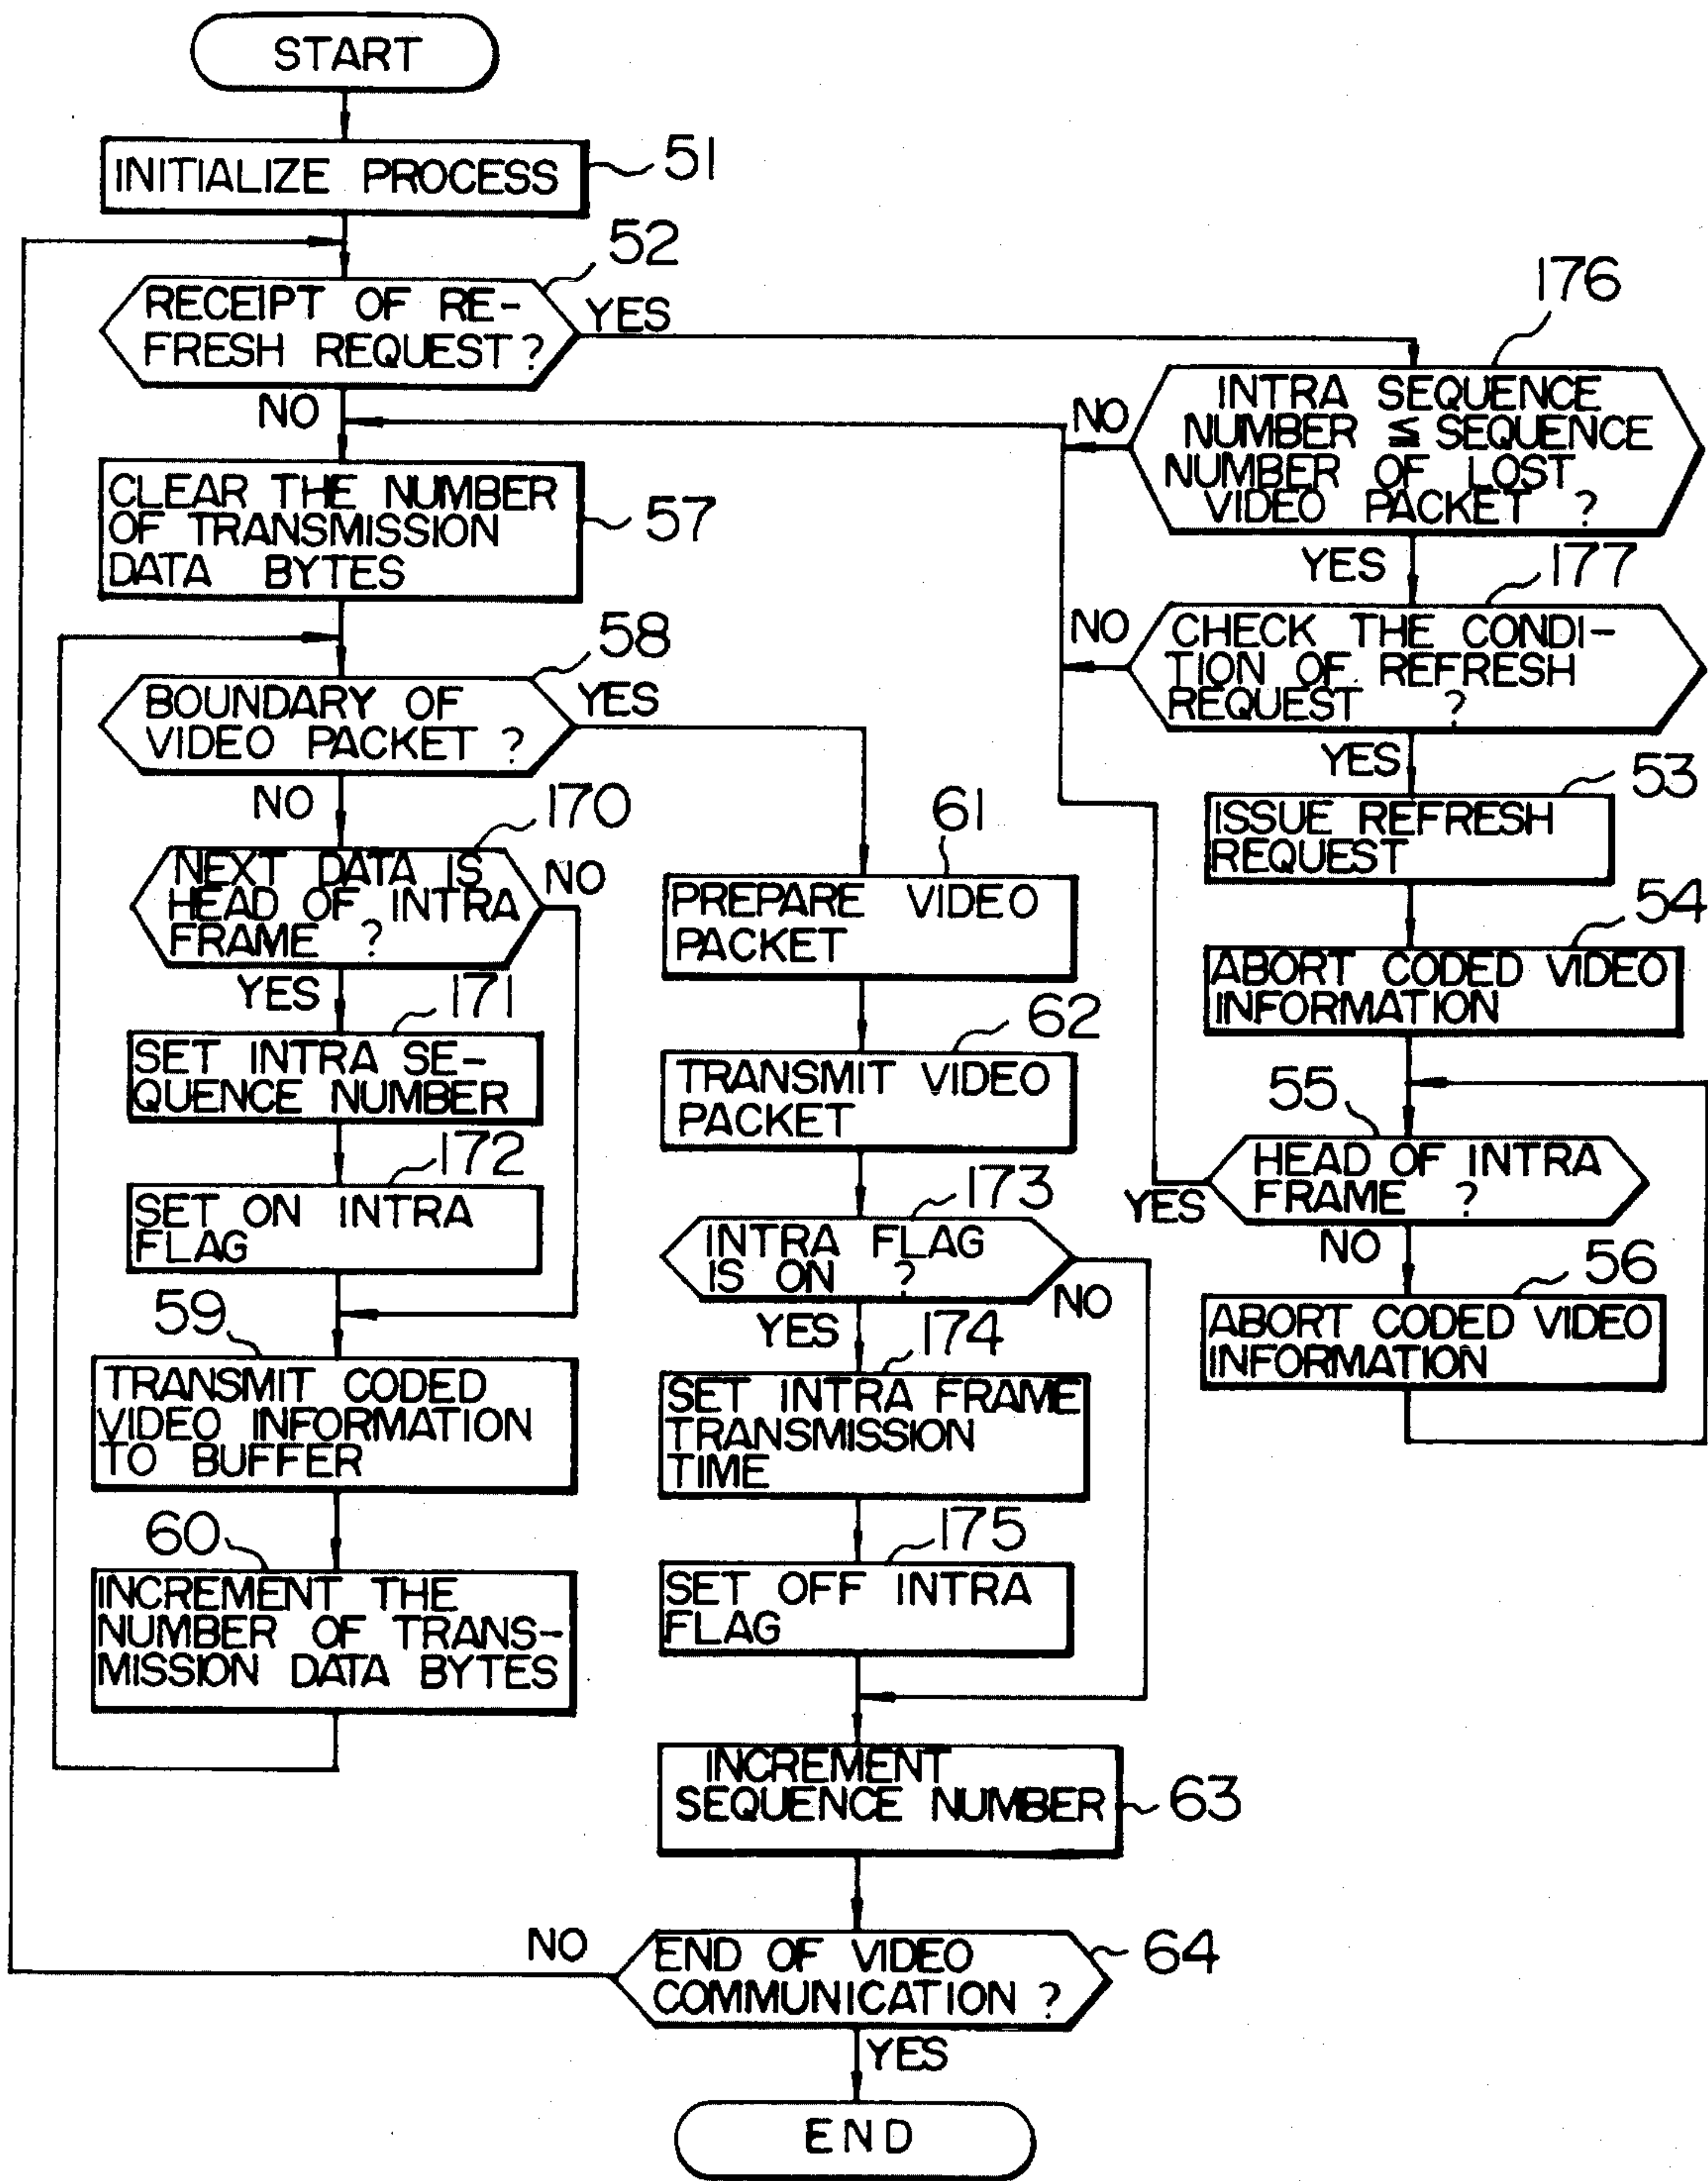 START
INITIALIZE PROCESS
51
52
RECEIPT OF RE-
FRESH REQUEST?
YES
NO
CLEAR THE NUMBER
OF TRANSMISSION
DATA BYTES
57
58
BOUNDARY OF
VIDEO PACKET ?
YES
NO
170
NEXT DATA IS
HEAD OF INTRA
FRAME ?
NO
YES
171
SET INTRA SE-
QUENCE NUMBER
172
SET ON INTRA
FLAG
59
TRANSMIT CODED
VIDEO INFORMATION
TO BUFFER
60
INCREMENT THE
NUMBER OF TRANS-
MISSION DATA BYTES
61
PREPARE VIDEO
PACKET
62
TRANSMIT VIDEO
PACKET
173
INTRA FLAG
IS ON ?
NO
YES
174
SET INTRA FRAME
TRANSMISSION
TIME
175
SET OFF INTRA
FLAG
INCREMENT
SEQUENCE NUMBER
63
NO
END OF VIDEO
COMMUNICATION ?
64
YES
END
176
INTRA SEQUENCE
NUMBER ≦ SEQUENCE
NUMBER OF LOST
VIDEO PACKET ?
NO
YES
177
CHECK THE CONDI-
TION OF REFRESH
REQUEST ?
NO
YES
53
ISSUE REFRESH
REQUEST
54
ABORT CODED VIDEO
INFORMATION
55
HEAD OF INTRA
FRAME ?
YES
NO
56
ABORT CODED VIDEO
INFORMATION